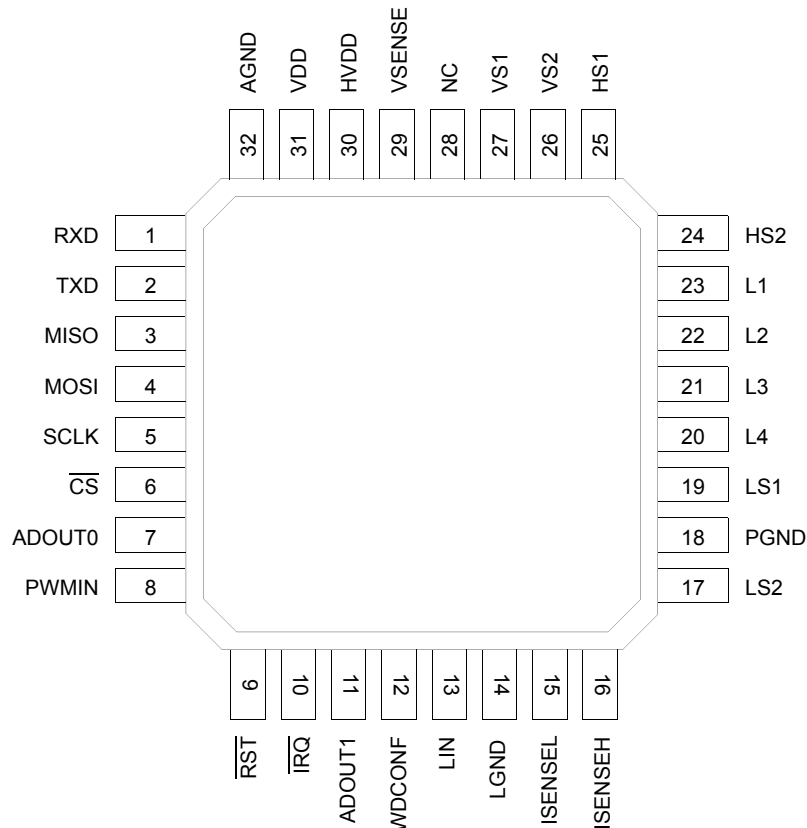 AGND VDD HVDD VSENSE NC VS1 VS2 HS1
32 31 30 29 28 27 26 25
RXD 1
TXD 2
MISO 3
MOSI 4
SCLK 5
CS 6
ADOUT0 7
PWMIN 8
24 HS2
23 L1
22 L2
21 L3
20 L4
19 LS1
18 PGND
17 LS2
9 10 11 12 13 14 15 16
RST IRQ ADOUT1 WDCONF LIN LGND ISENSEL ISENSEH